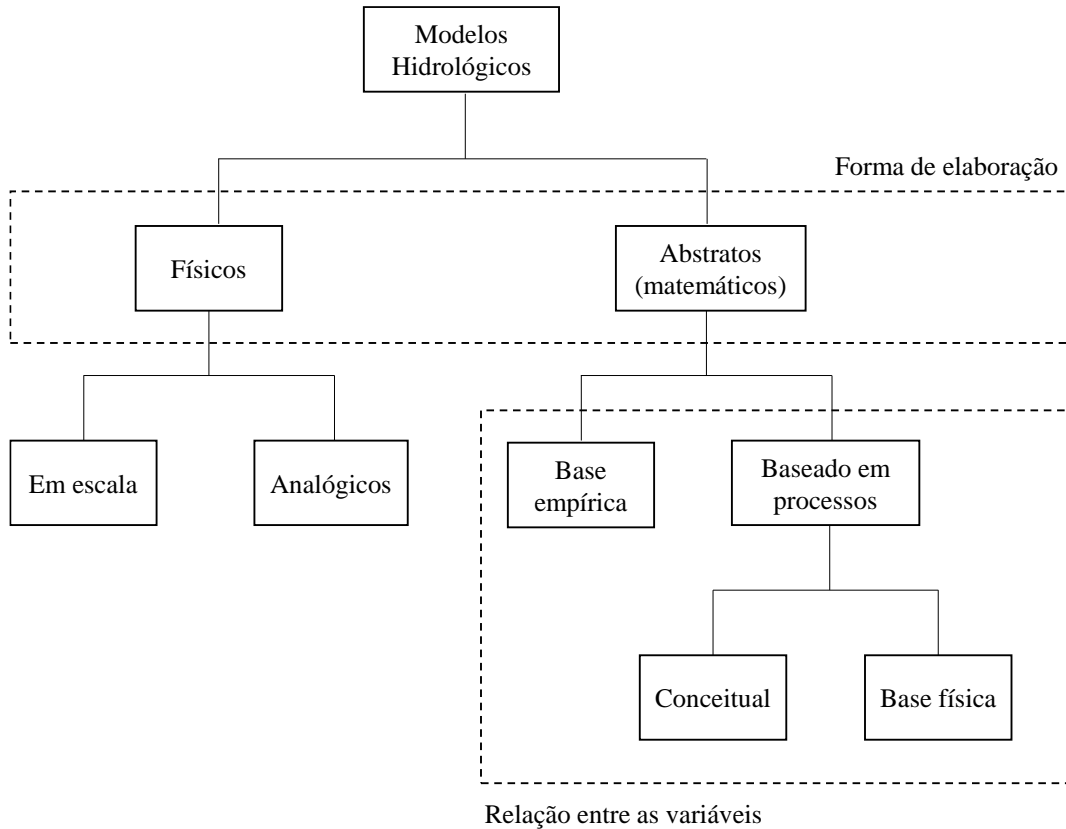 Modelos
Hidrológicos
Forma de elaboração
Físicos
Abstratos
(matemáticos)
Em escala
Analógicos
Base
empírica
Baseado em
processos
Conceitual
Base física
Relação entre as variáveis